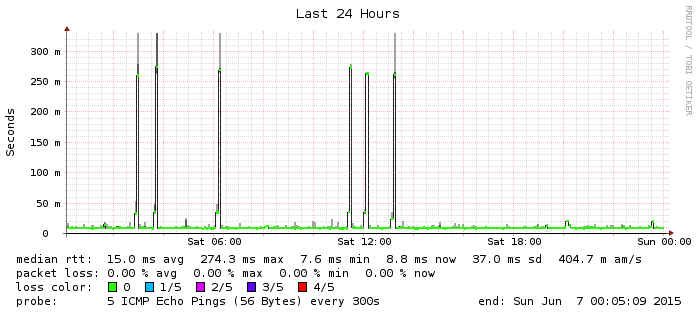 Last 24 Hours
RRDTOOL / TOBI OETIKER
Seconds
300 m
250 m
200 m
150 m
100 m
50 m
0
Sat 06:00 Sat 12:00 Sat 18:00 Sun 00:00
median rtt: 15.0 ms avg 274.3 ms max 7.6 ms min 8.8 ms now 37.0 ms sd 404.7 m am/s
packet loss: 0.00 % avg 0.00 % max 0.00 % min 0.00 % now
loss color: 0 1/5 2/5 3/5 4/5
probe: 5 ICMP Echo Pings (56 Bytes) every 300s end: Sun Jun 7 00:05:09 2015